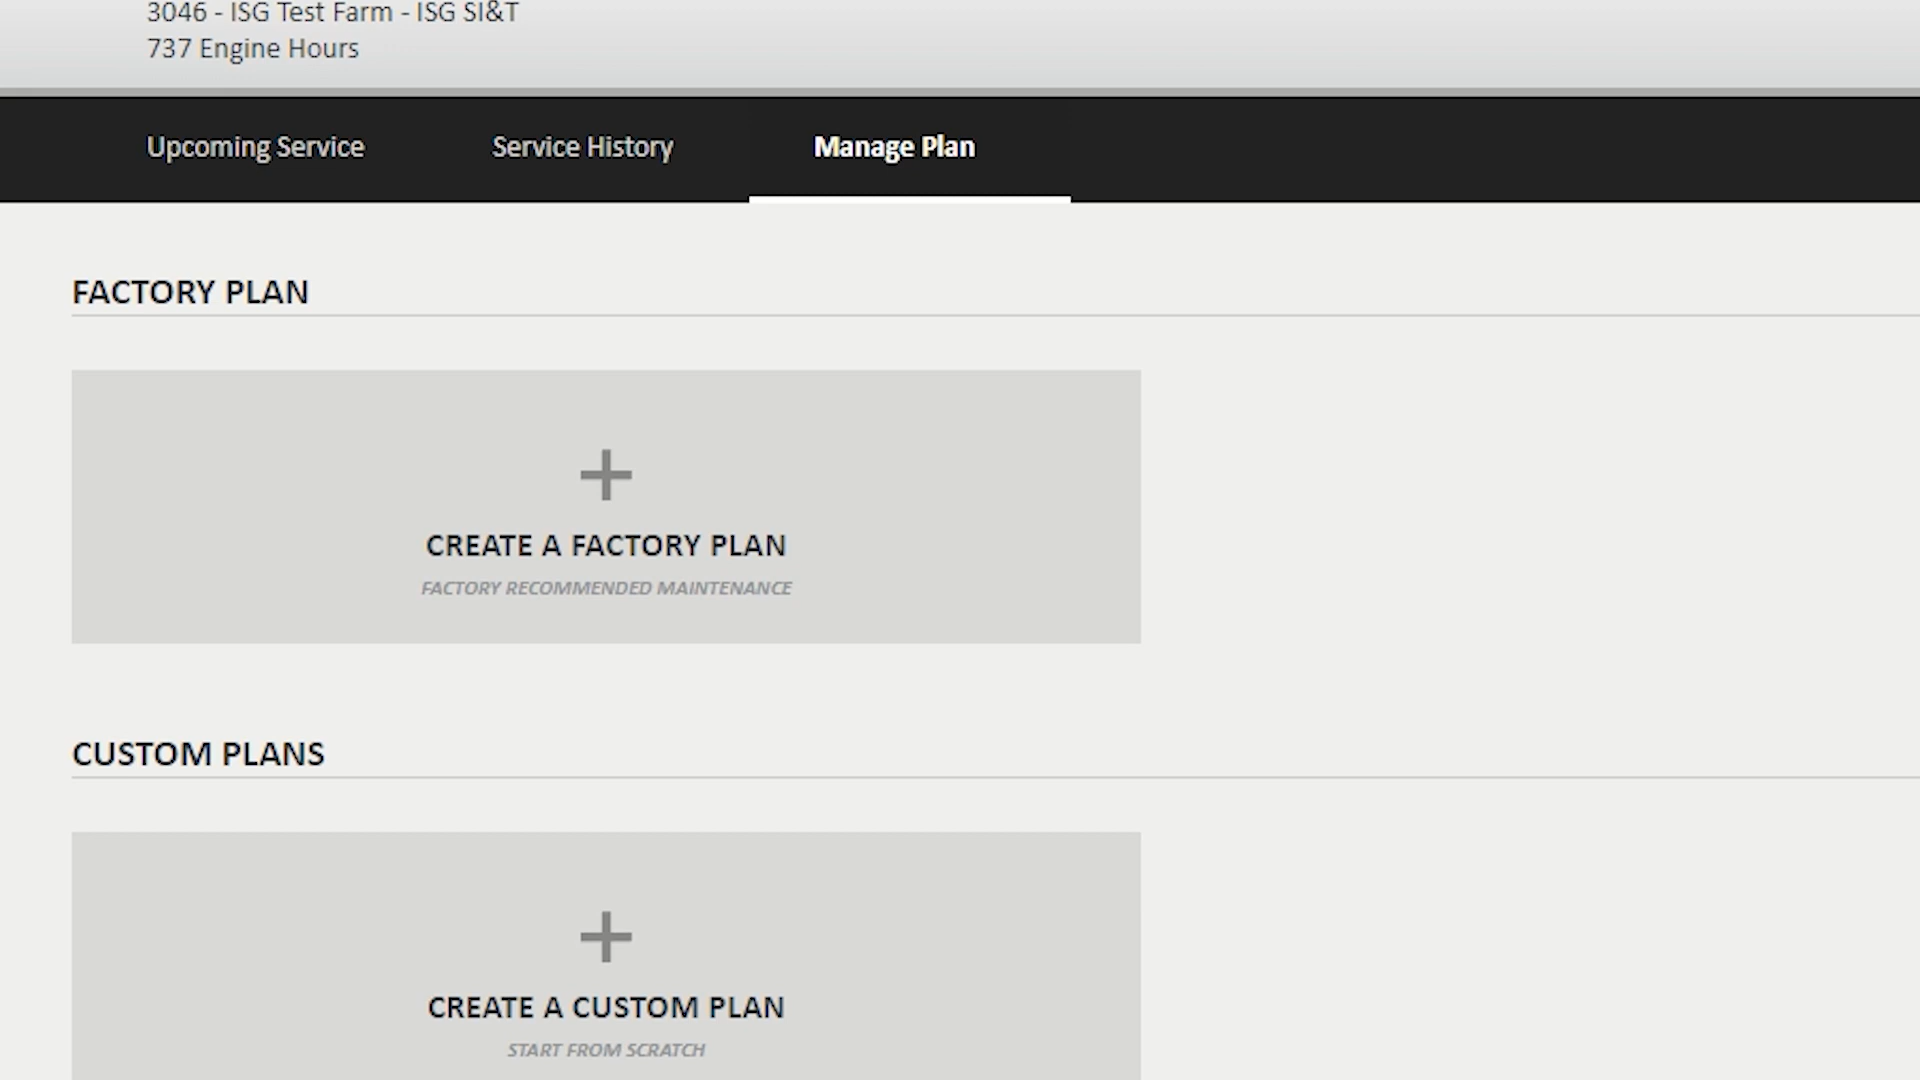 3046 - ISG Test Farm - ISG SI&T
737 Engine Hours
Upcoming Service Service History Manage Plan
FACTORY PLAN
CREATE A FACTORY PLAN
FACTORY RECOMMENDED MAINTENANCE
CUSTOM PLANS
CREATE A CUSTOM PLAN
START FROM SCRATCH